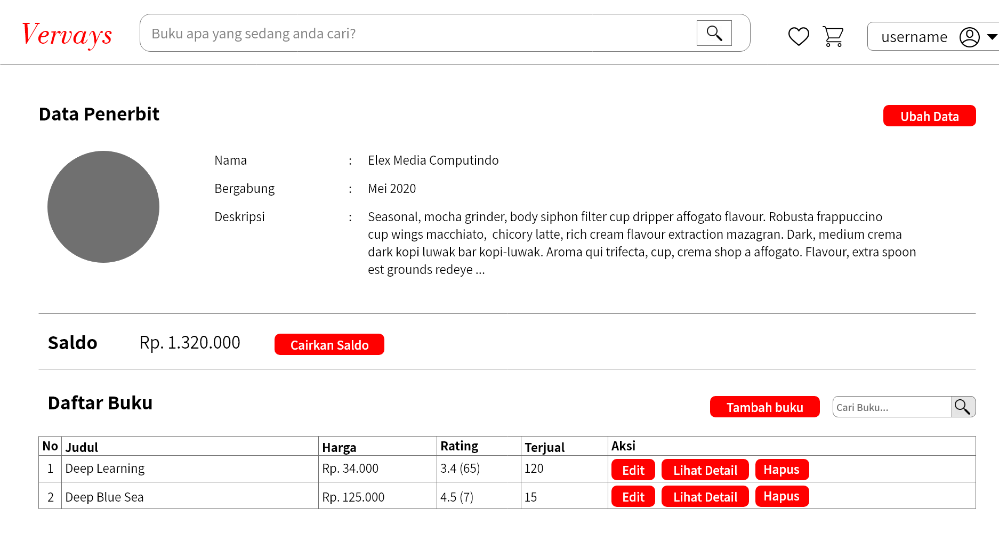 Vervays
Buku apa yang sedang anda cari?
username
Data Penerbit
Ubah Data
Nama : Elex Media Computindo
Bergabung : Mei 2020
Deskripsi : Seasonal, mocha grinder, body siphon filter cup dripper affogato flavour. Robusta frappuccino
cup wings macchiato,  chicory latte, rich cream flavour extraction mazagran. Dark, medium crema
dark kopi luwak bar kopi-luwak. Aroma qui trifecta, cup, crema shop a affogato. Flavour, extra spoon
est grounds redeye ...
Saldo Rp. 1.320.000 Cairkan Saldo
Daftar Buku
Tambah buku
Cari Buku...
No Judul Harga Rating Terjual Aksi
1 Deep Learning Rp. 34.000 3.4 (65) 120 Edit Lihat Detail Hapus
2 Deep Blue Sea Rp. 125.000 4.5 (7) 15 Edit Lihat Detail Hapus